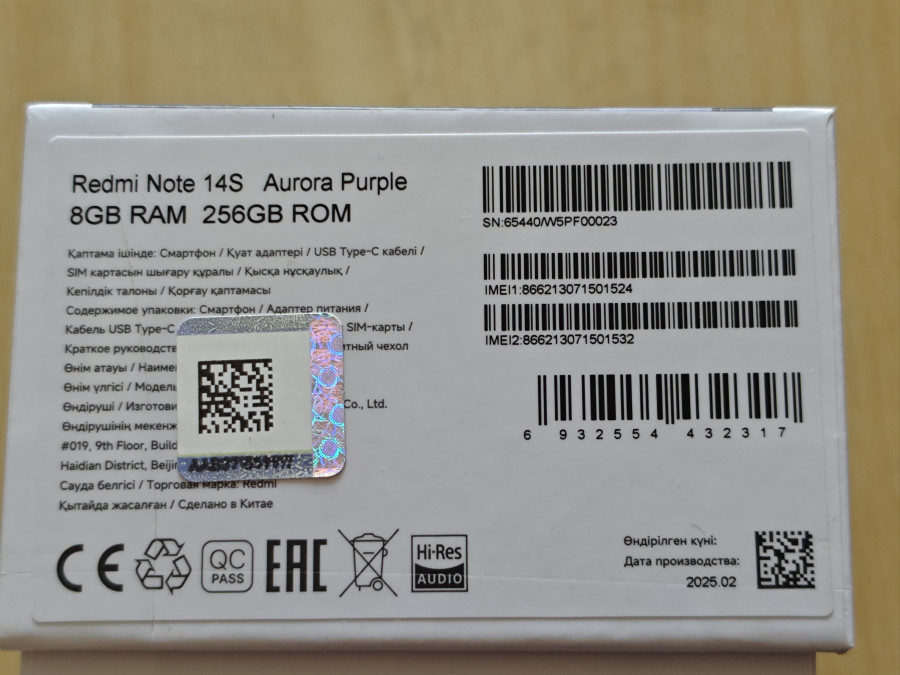 Redmi Note 14S Aurora Purple
8GB RAM 256GB ROM
Қаптама ішінде: Смартфон / Қуат адаптері / USB Type-C кабелі /
SIM картасын шығару құралы / Қысқа нұсқаулық /
Кепілдік талоны / Қорғау қаптамасы
Содержимое упаковки: Смартфон / Адаптер питания /
Кабель USB Type-C SIM-карты /
Краткое руководств итный чехол
Өнім атауы / Наиме
Өнім үлгісі / Модель
Өндіруші / Изготови Co., Ltd.
Өндірушінің мекенж
#019, 9th Floor, Build
Haidian District, Beijin
Сауда белгісі / Торговая марка: Redmi
Қытайда жасалған / Сделано в Китае
SN:65440/W5PF00023
IMEI1:866213071501524
IMEI2:866213071501532
6 932554 432317
CE
QC PASS
EAC
Hi-Res
AUDIO
Өндірілген күні:
Дата производства:
2025.02